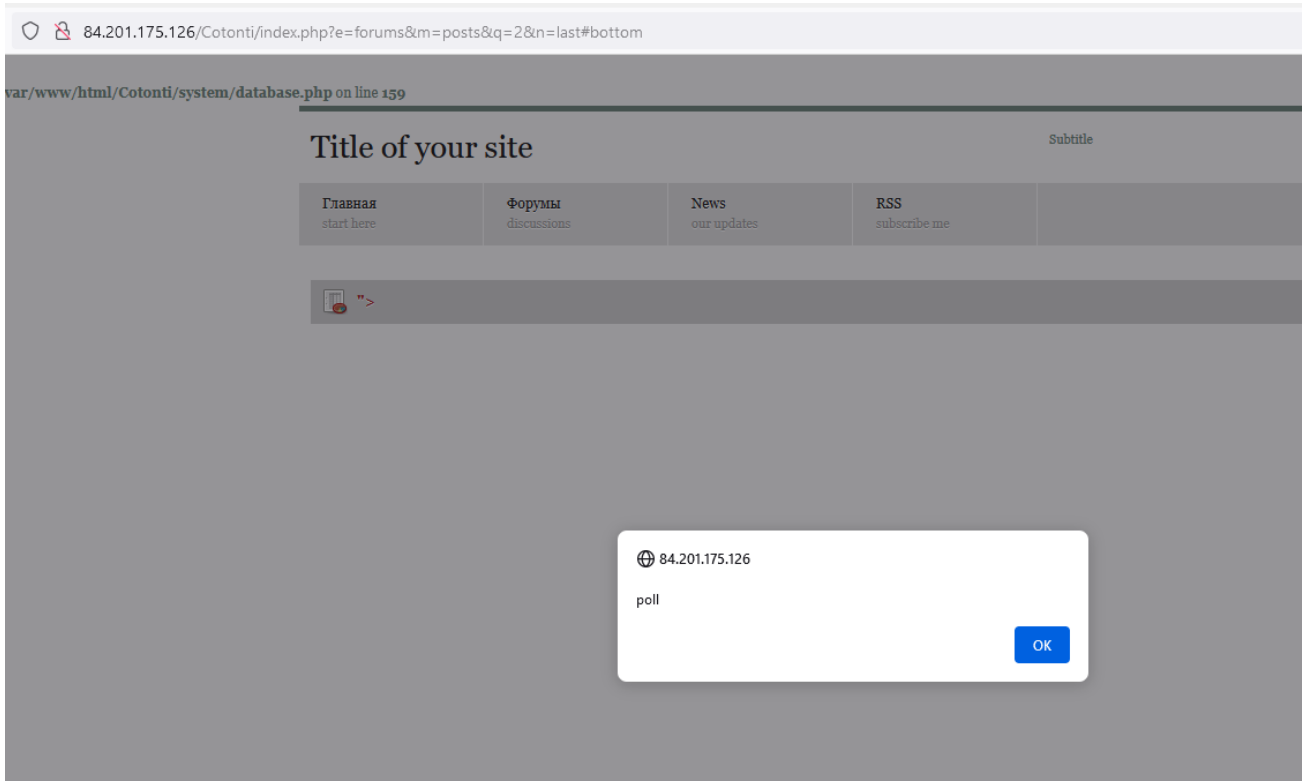 84.201.175.126/Cotonti/index.php?e=forums&m=posts&q=2&n=last#bottom
var/www/html/Cotonti/system/database.php on line 159
Title of your site
Subtitle
Главная
start here
Форумы
discussions
News
our updates
RSS
subscribe me
">
84.201.175.126
poll
OK